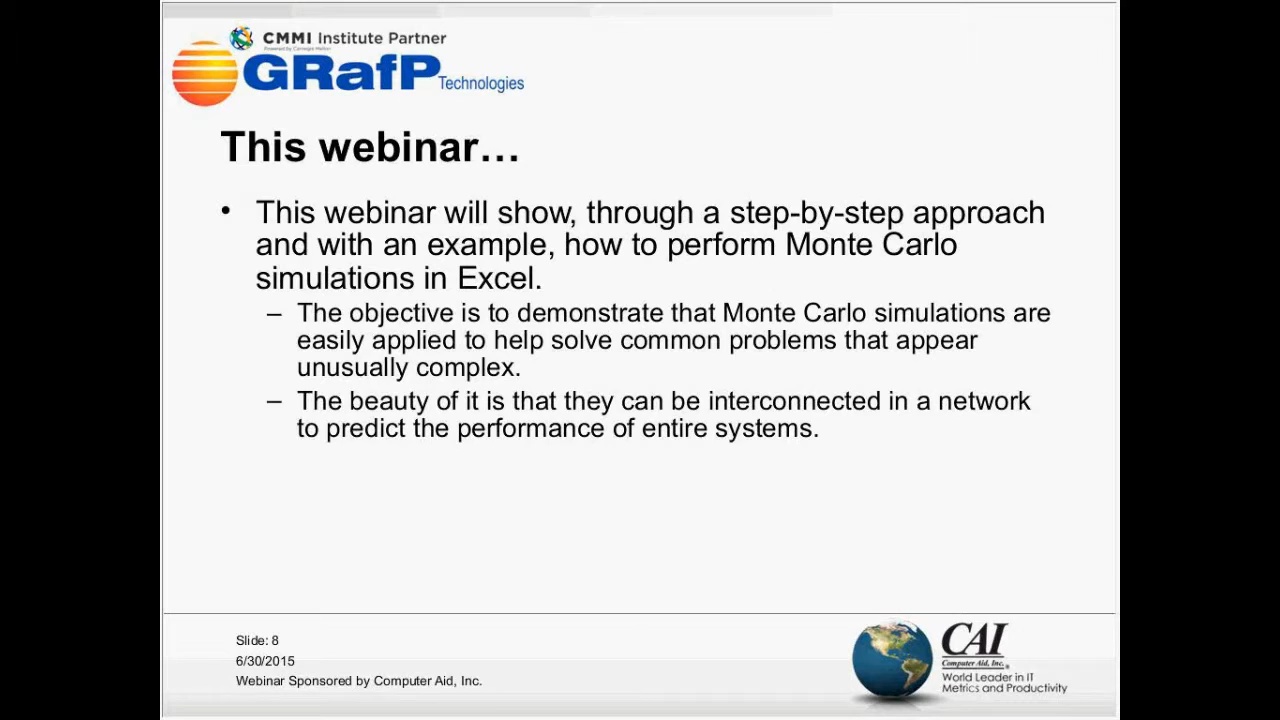 CMMI Institute Partner
Powered by Carnegie Mellon
GRafP Technologies
This webinar…
• This webinar will show, through a step-by-step approach
and with an example, how to perform Monte Carlo
simulations in Excel.
– The objective is to demonstrate that Monte Carlo simulations are
easily applied to help solve common problems that appear
unusually complex.
– The beauty of it is that they can be interconnected in a network
to predict the performance of entire systems.
Slide: 8
6/30/2015
Webinar Sponsored by Computer Aid, Inc.
CAI
Computer Aid, Inc.
World Leader in IT
Metrics and Productivity